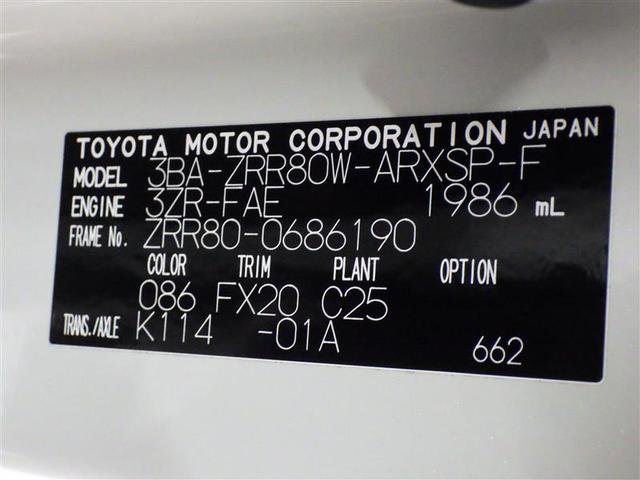 TOYOTA MOTOR CORPORATION JAPAN
MODEL 3BA-ZRR80W-ARXSP-F
ENGINE 3ZR-FAE 1986 mL
FRAME No. ZRR80-0686190
COLOR TRIM PLANT OPTION
086 FX20 C25
TRANS./AXLE K114 -01A
662